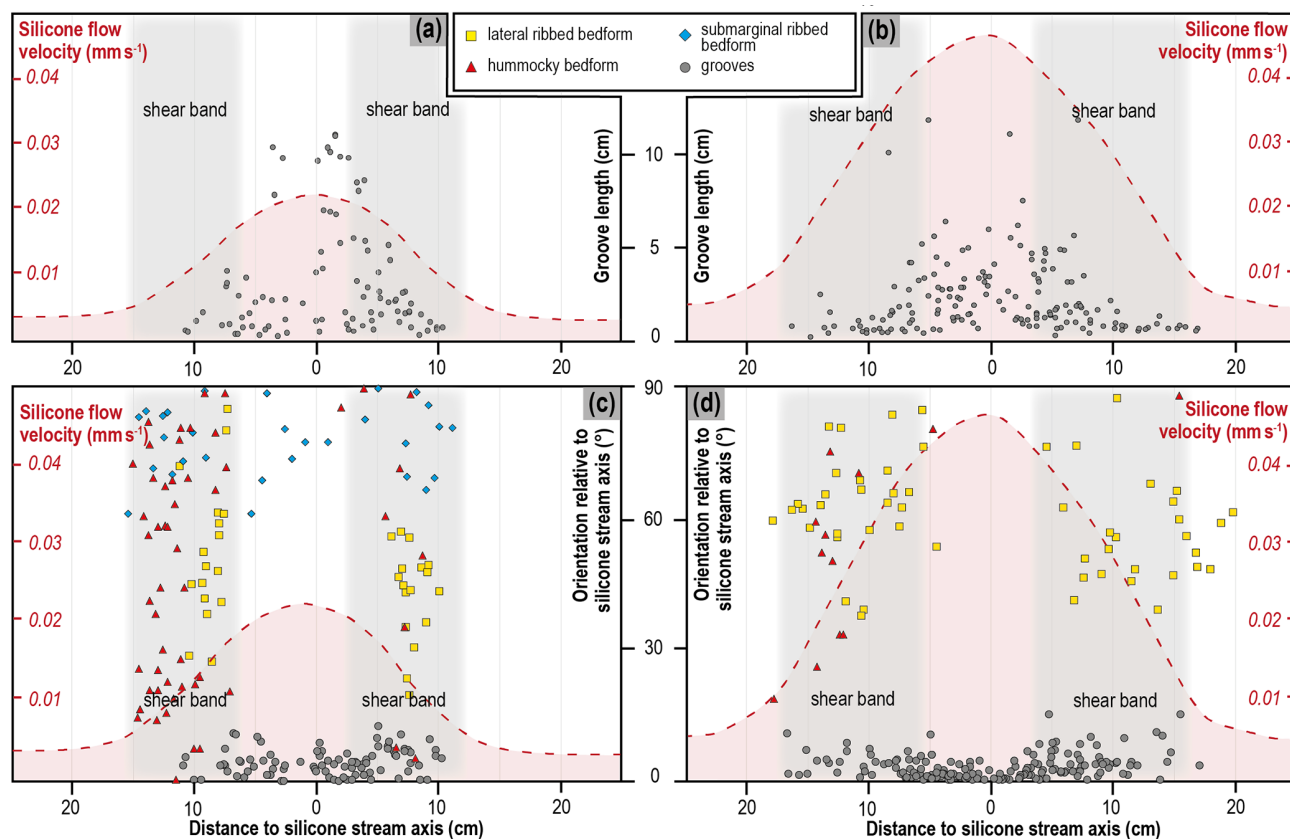 Silicone flow
velocity (mm s⁻¹)
(a)
0.04
0.03
0.02
0.01
shear band
shear band
lateral ribbed bedform
submarginal ribbed
bedform
hummocky bedform
grooves
(b)
Silicone flow
velocity (mm s⁻¹)
0.04
0.03
0.02
0.01
shear band
shear band
Groove length (cm)
10
5
0
Groove length (cm)
20
10
0
10
20
20
10
0
10
20
Silicone flow
velocity (mm s⁻¹)
(c)
0.04
0.03
0.02
0.01
shear band
shear band
Orientation relative to
silicone stream axis (°)
90
60
30
0
Orientation relative to
silicone stream axis (°)
(d)
Silicone flow
velocity (mm s⁻¹)
0.04
0.03
0.02
0.01
shear band
shear band
20
10
0
10
20
Distance to silicone stream axis (cm)
20
10
0
10
20
Distance to silicone stream axis (cm)